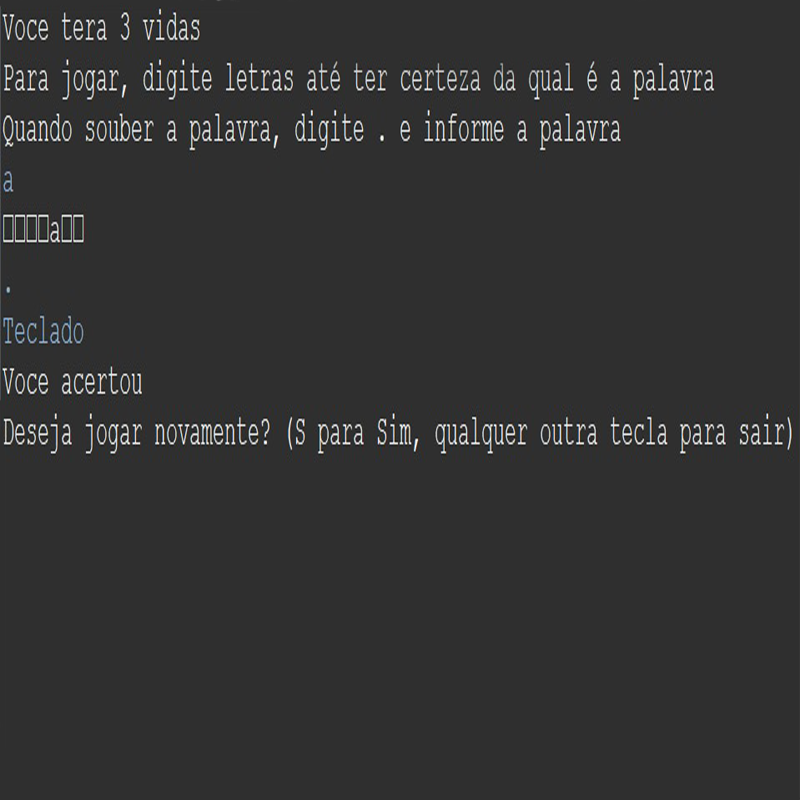 Voce tera 3 vidas
Para jogar, digite letras até ter certeza da qual é a palavra
Quando souber a palavra, digite . e informe a palavra
a
□□□□a□□
.
Teclado
Voce acertou
Deseja jogar novamente? (S para Sim, qualquer outra tecla para sair)